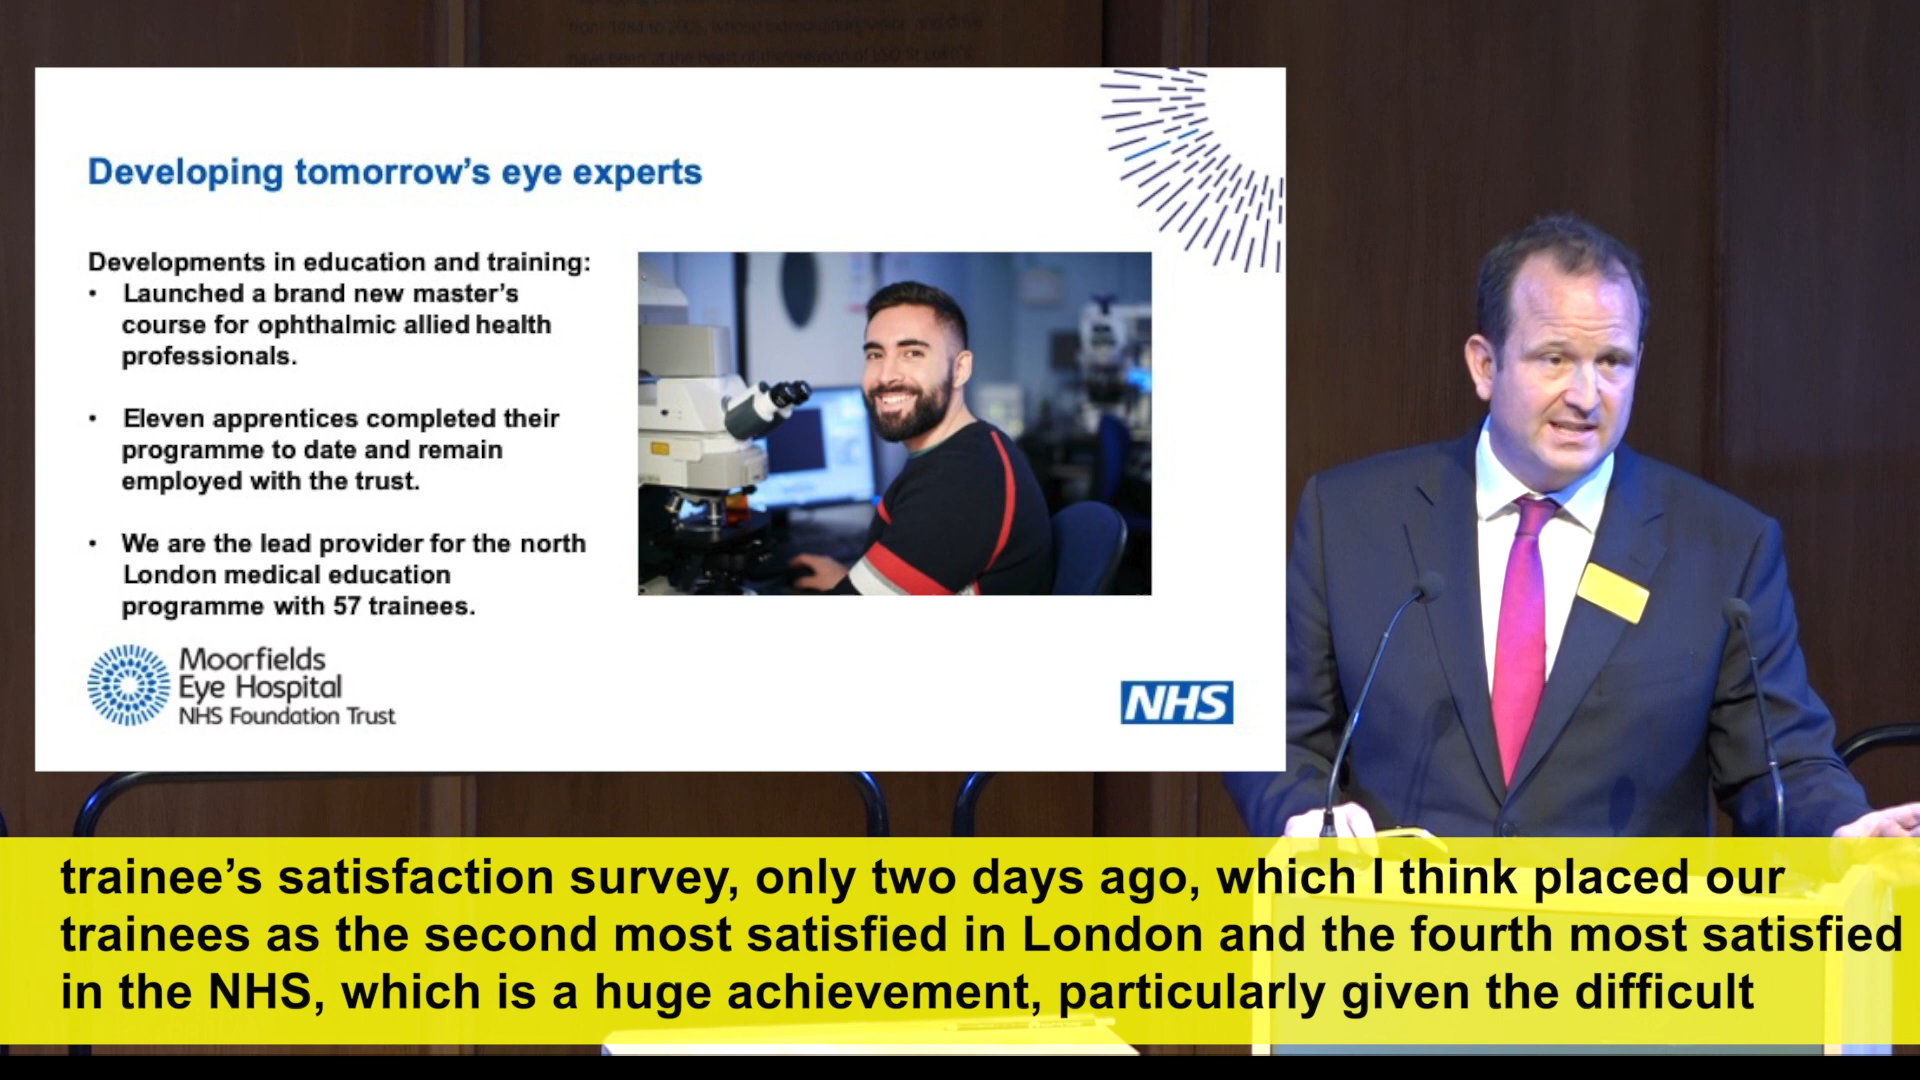 Developing tomorrow's eye experts
Developments in education and training:
• Launched a brand new master's
course for ophthalmic allied health
professionals.
• Eleven apprentices completed their
programme to date and remain
employed with the trust.
• We are the lead provider for the north
London medical education
programme with 57 trainees.
Moorfields
Eye Hospital
NHS Foundation Trust
NHS
trainee's satisfaction survey, only two days ago, which I think placed our
trainees as the second most satisfied in London and the fourth most satisfied
in the NHS, which is a huge achievement, particularly given the difficult